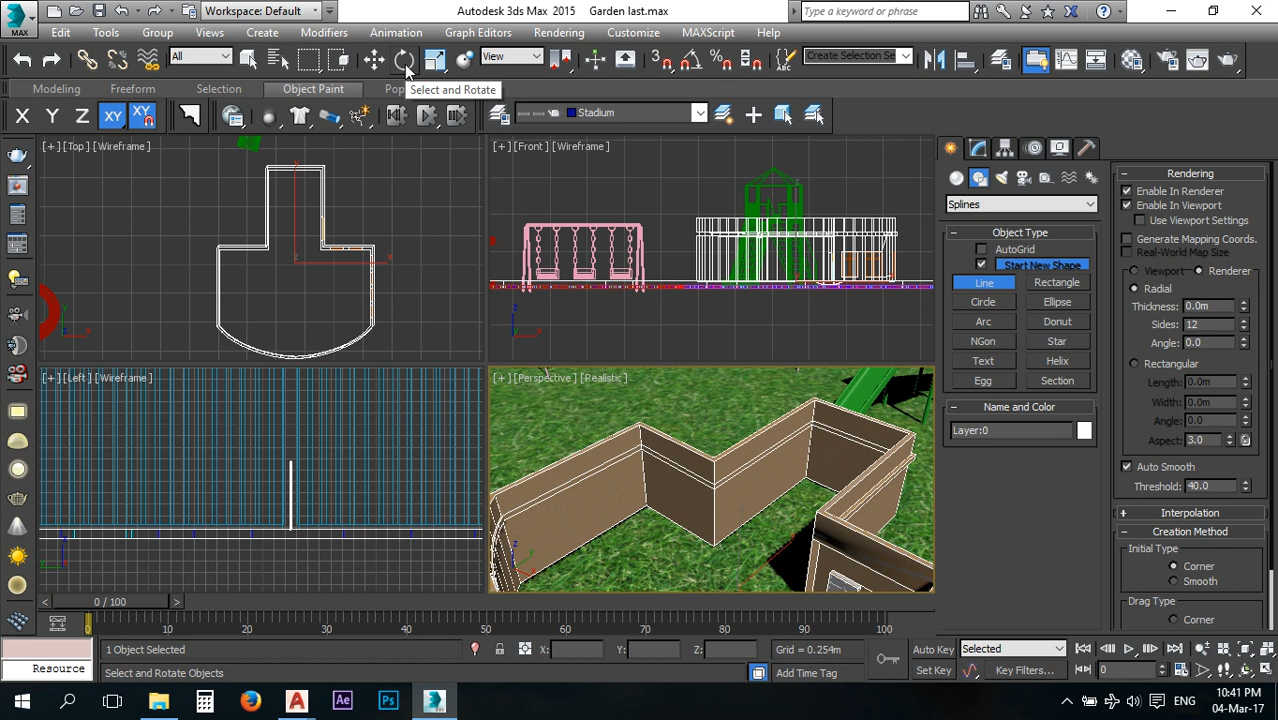 Workspace: Default
Autodesk 3ds Max 2015
Garden last.max
Type a keyword or phrase
MAX
Edit
Tools
Group
Views
Create
Modifiers
Animation
Graph Editors
Rendering
Customize
MAXScript
Help
All
View
Create Selection Se
Modeling
Freeform
Selection
Object Paint
Select and Rotate
X
Y
Z
XY
XY
Stadium
[+][Top][Wireframe]
[+][Front][Wireframe]
[+][Left][Wireframe]
[+][Perspective][Realistic]
Splines
Object Type
AutoGrid
Start New Shape
Line
Rectangle
Circle
Ellipse
Arc
Donut
NGon
Star
Text
Helix
Egg
Section
Name and Color
Layer:0
Rendering
Enable In Renderer
Enable In Viewport
Use Viewport Settings
Generate Mapping Coords.
Real-World Map Size
Viewport
Renderer
Radial
Thickness: 0.0m
Sides: 12
Angle: 0.0
Rectangular
Length: 0.0m
Width: 0.0m
Angle: 0.0
Aspect: 3.0
Auto Smooth
Threshold: 40.0
Interpolation
Creation Method
Initial Type
Corner
Smooth
Drag Type
Corner
0 / 100
0
10
20
30
40
50
60
70
80
90
100
1 Object Selected
X:
Y:
Z:
Grid = 0.254m
Auto Key
Selected
Resource
Select and Rotate Objects
Add Time Tag
Set Key
Key Filters...
0
Ae
Ps
ENG
10:41 PM
04-Mar-17